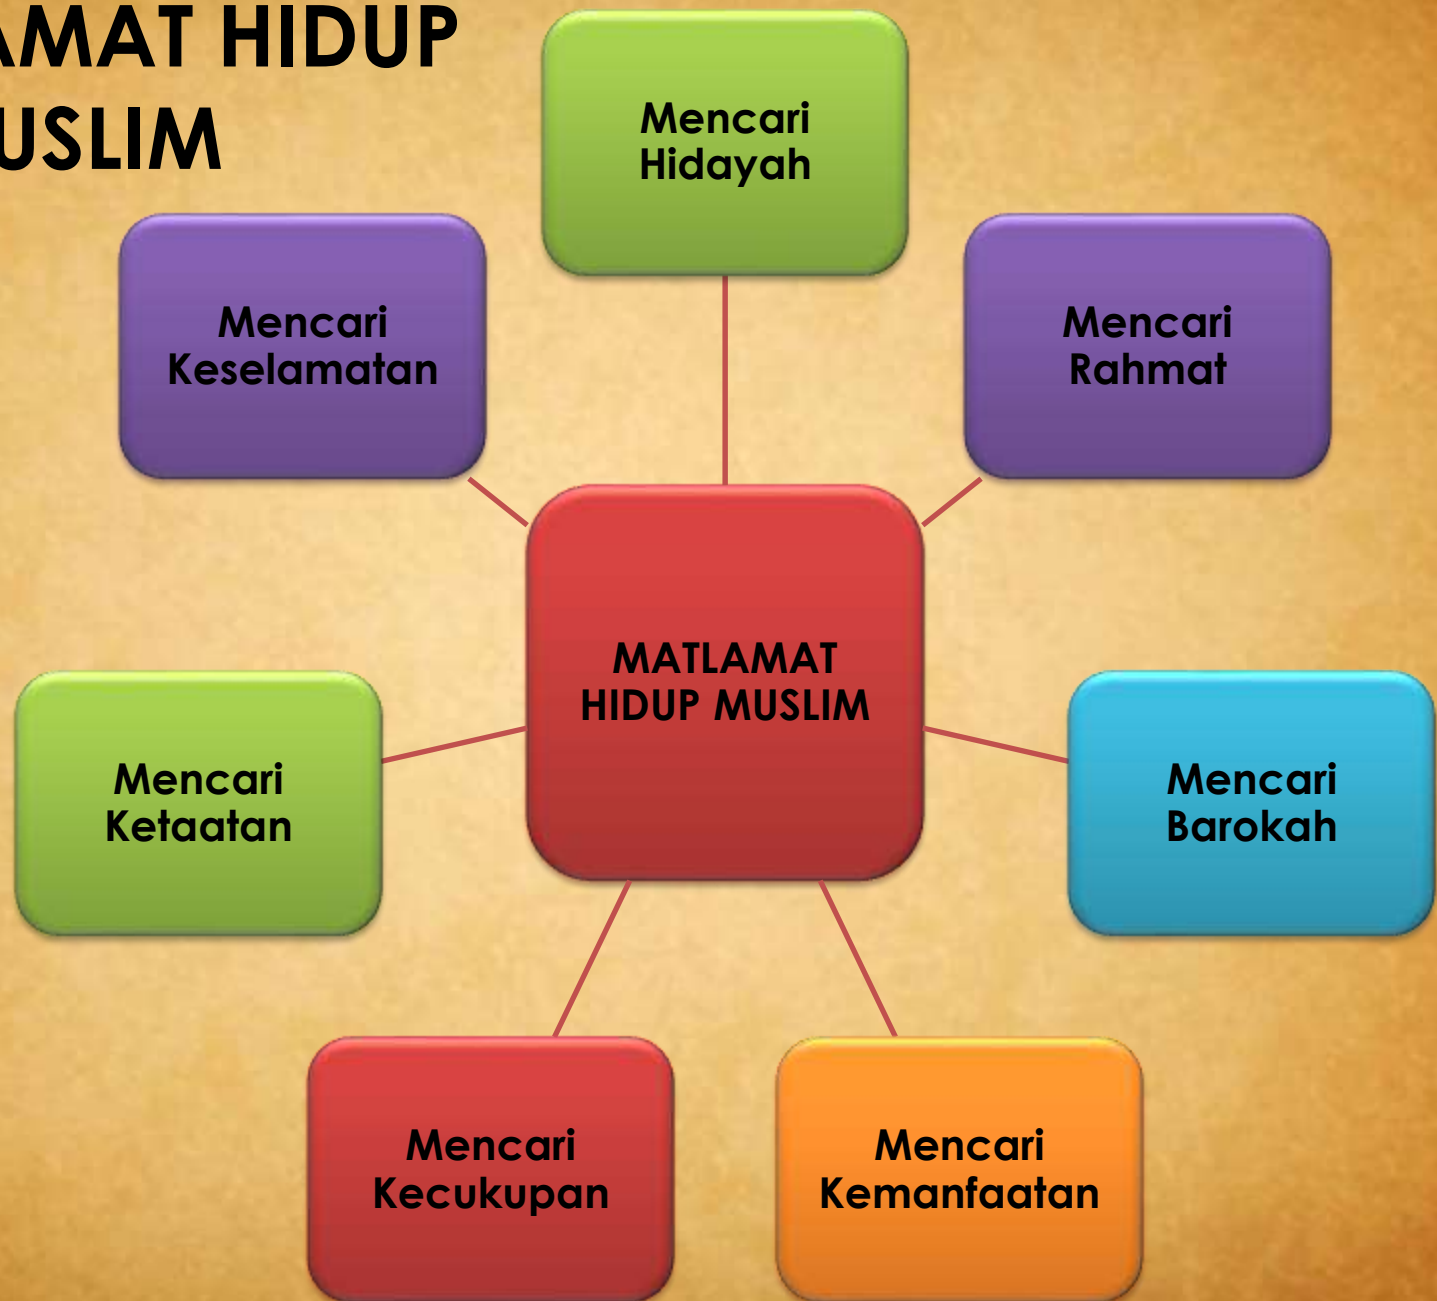 AMAT HIDUP
USLIM
Mencari
Hidayah
Mencari
Rahmat
Mencari
Barokah
Mencari
Kemanfaatan
Mencari
Kecukupan
Mencari
Ketaatan
Mencari
Keselamatan
MATLAMAT
HIDUP MUSLIM